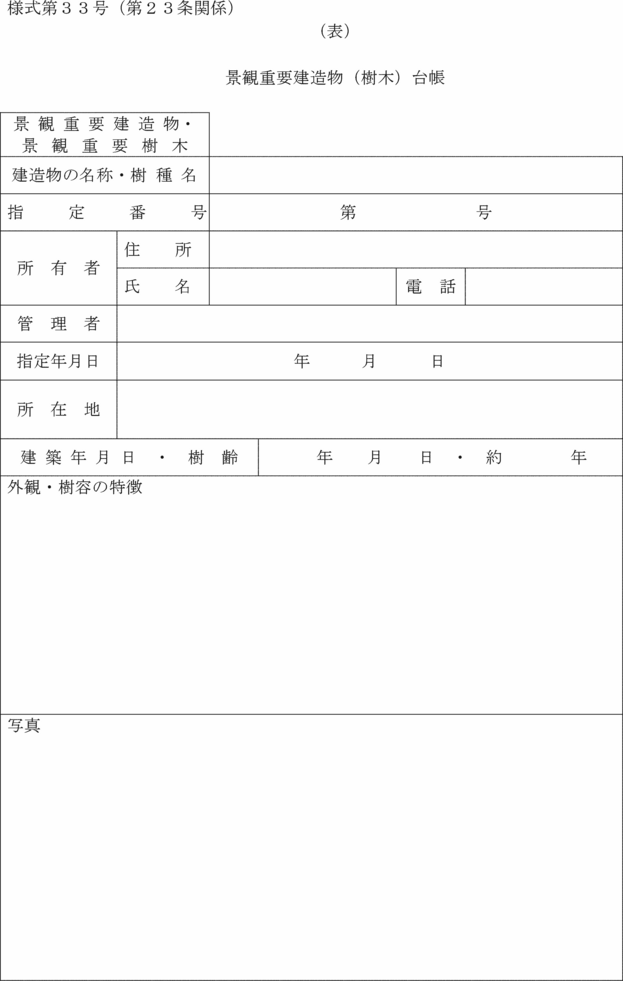 様式第３３号（第２３条関係）
（表）
景観重要建造物（樹木）台帳
景観重要建造物・
景観重要樹木
建造物の名称・樹種名
指定番号　第　号
所有者　住所
氏名　電話
管理者
指定年月日　年　月　日
所在地
建築年月日・樹齢　年　月　日・約　年
外観・樹容の特徴
写真